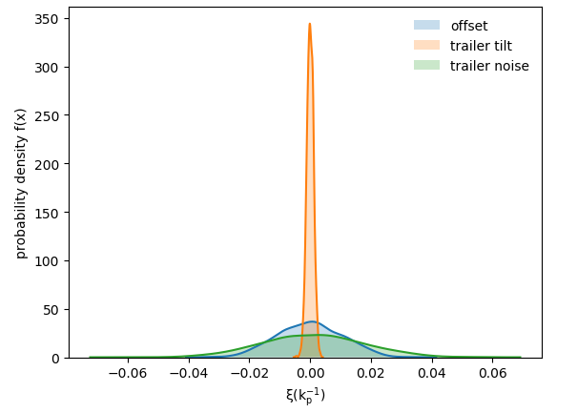 350
300
250
200
150
100
50
0
probability density f(x)
offset
trailer tilt
trailer noise
−0.06 −0.04 −0.02 0.00 0.02 0.04 0.06
ξ(k_p^{-1})